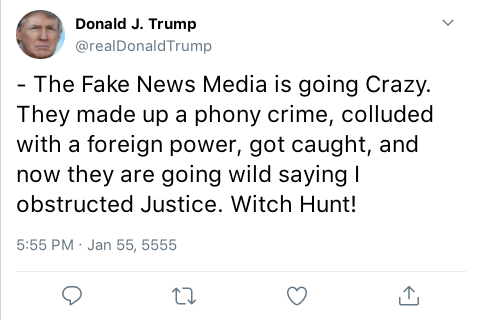 Donald J. Trump
@realDonaldTrump
- The Fake News Media is going Crazy.
They made up a phony crime, colluded
with a foreign power, got caught, and
now they are going wild saying I
obstructed Justice. Witch Hunt!
5:55 PM · Jan 55, 5555